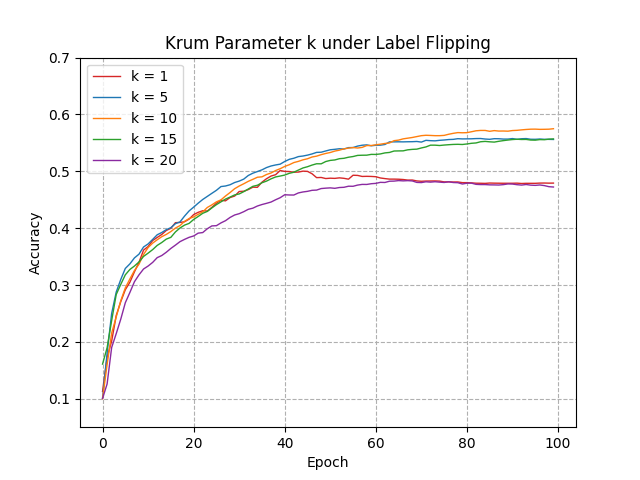 Krum Parameter k under Label Flipping
0.7
0.6
0.5
0.4
0.3
0.2
0.1
Accuracy
k = 1
k = 5
k = 10
k = 15
k = 20
0 20 40 60 80 100
Epoch